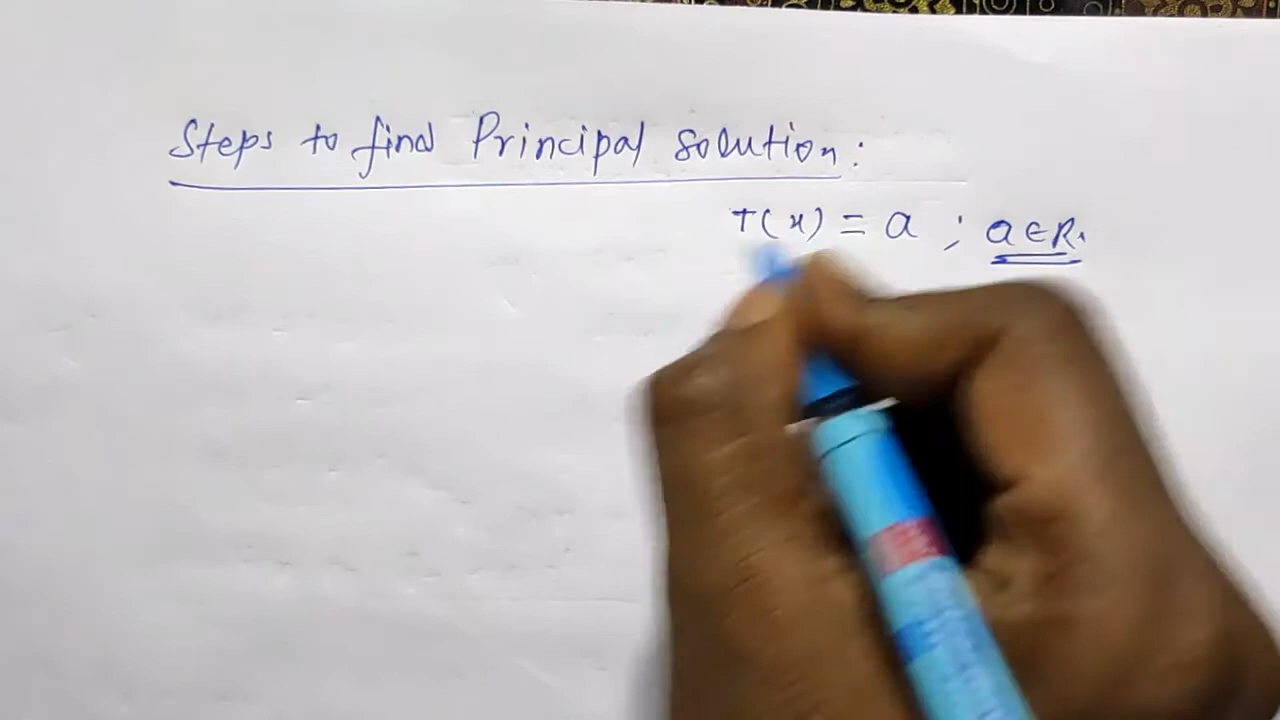 Steps to find Principal solution:
T(x) = a ; a ∈ R.